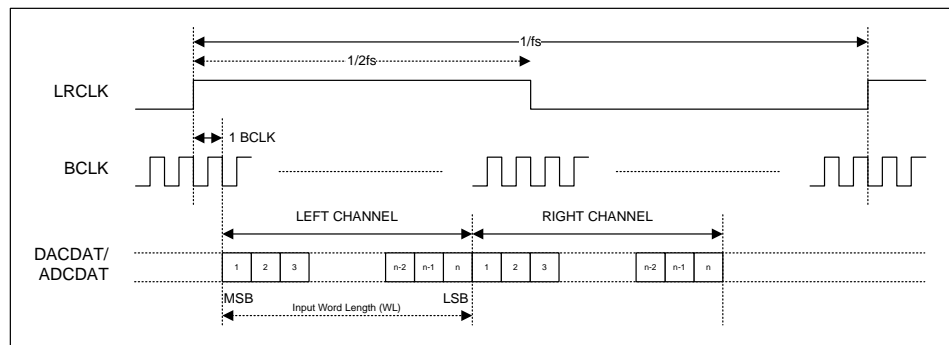 1/fs
1/2fs
LRCLK
1 BCLK
BCLK
LEFT CHANNEL
RIGHT CHANNEL
DACDAT/
ADCDAT
1 2 3 n-2 n-1 n 1 2 3 n-2 n-1 n
MSB LSB
Input Word Length (WL)